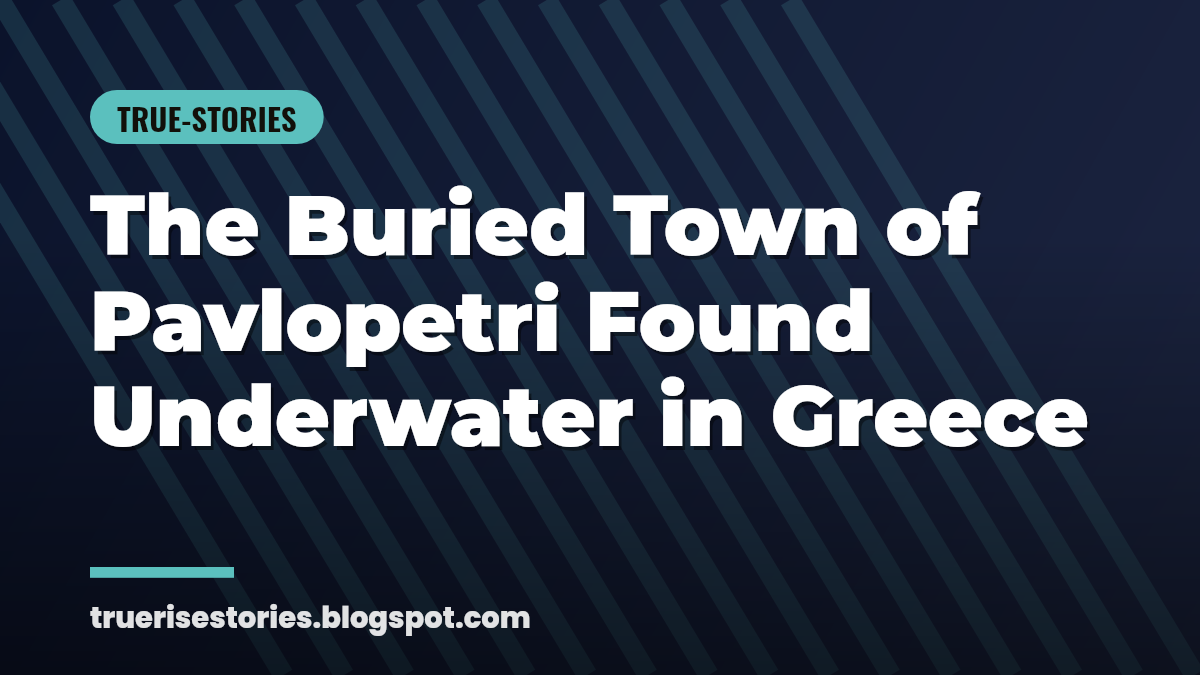 TRUE-STORIES
The Buried Town of
Pavlopetri Found
Underwater in Greece
truerisestories.blogspot.com